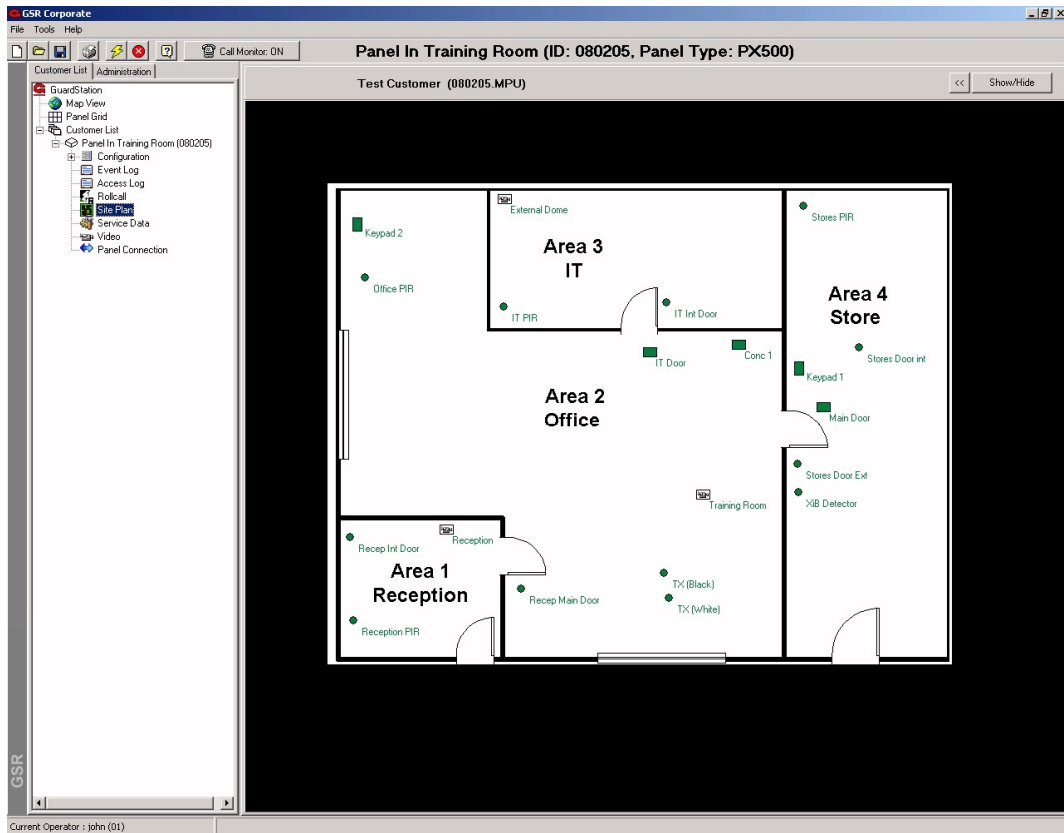 GSR Corporate
File Tools Help
Call Monitor: ON
Panel In Training Room (ID: 080205, Panel Type: PX500)
Customer List Administration
Test Customer (080205.MPU)
<< Show/Hide
GuardStation
Map View
Panel Grid
Customer List
Panel In Training Room (080205)
Configuration
Event Log
Access Log
Rollcall
Site Plan
Service Data
Video
Panel Connection
External Dome
Stores PIR
Keypad 2
Area 3
IT
Office PIR
Area 4
Store
IT PIR
IT Int Door
IT Door
Conc 1
Stores Door int
Keypad 1
Area 2
Office
Main Door
Stores Door Ext
Training Room
XiB Detector
Reception
Recep Int Door
Area 1
Reception
TX (Black)
Recep Main Door
TX (White)
Reception PIR
GSR
Current Operator : john (01)